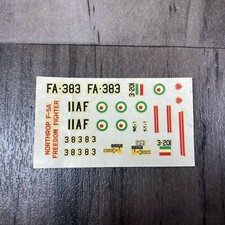 FA-383 FA-383
IIAF
3-201
IIAF
3-201
38383
38383
NORTHROP F-5A
FREEDOM FIGHTER